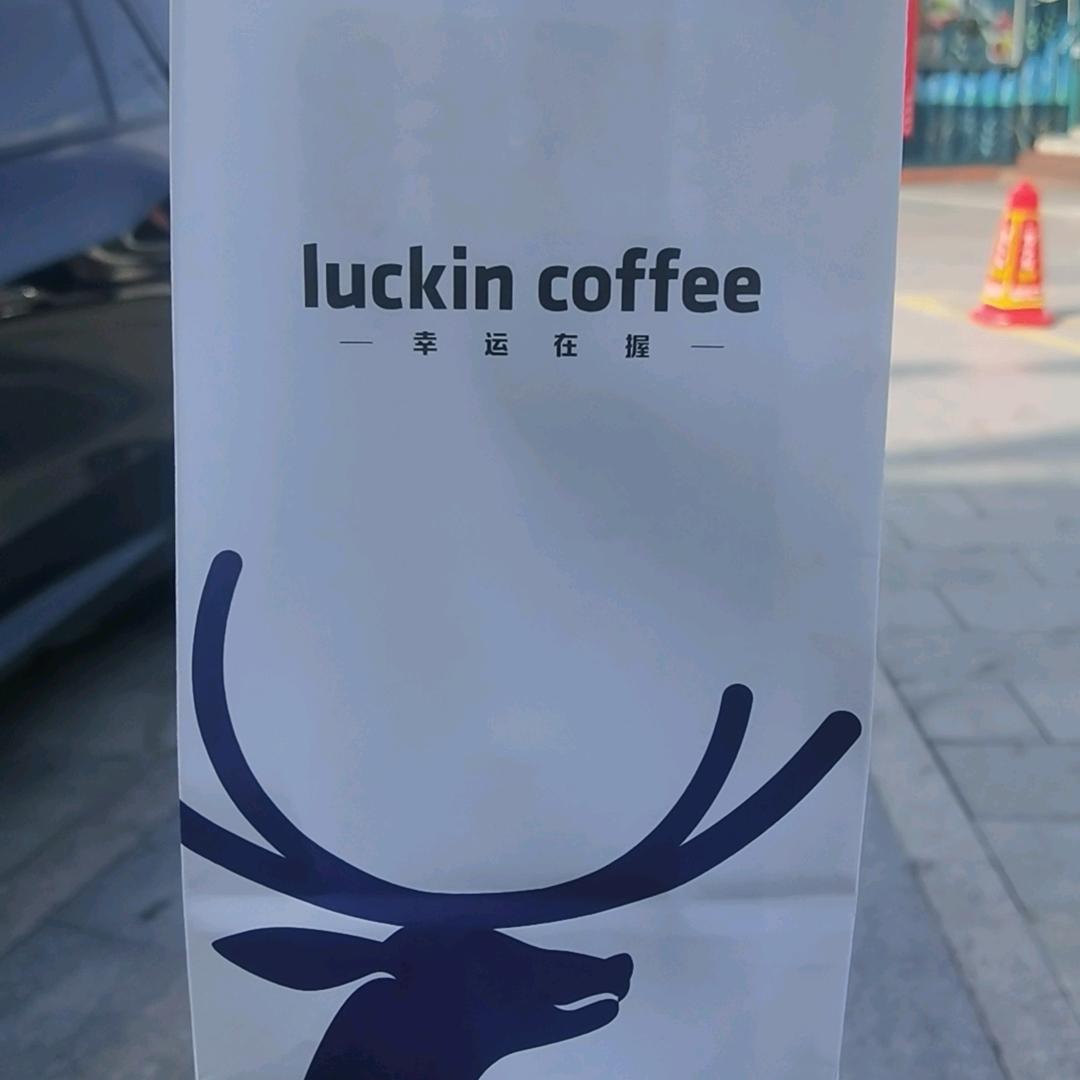 luckin coffee
— 幸运在握 —